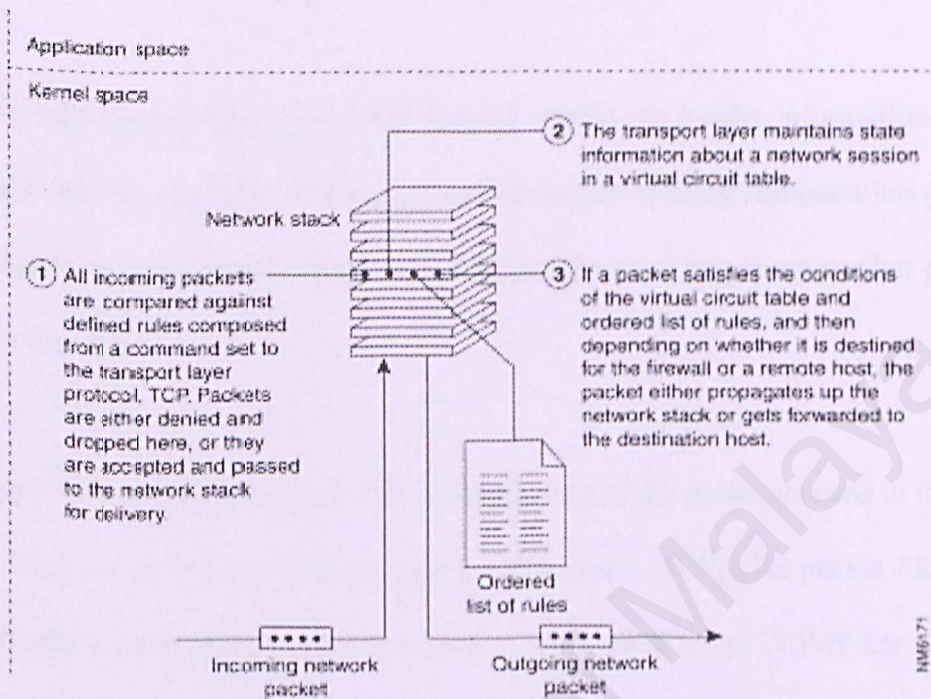 Application space
Kernel space
2 The transport layer maintains state
information about a network session
in a virtual circuit table.
Network stack
1 All incoming packets
are compared against
defined rules composed
from a command set to
the transport layer
protocol, TCP. Packets
are either denied and
dropped here, or they
are accepted and passed
to the network stack
for delivery.
3 If a packet satisfies the conditions
of the virtual circuit table and
ordered list of rules, and then
depending on whether it is destined
for the firewall or a remote host, the
packet either propagates up the
network stack or gets forwarded to
the destination host.
Ordered
list of rules
Incoming network
packet
Outgoing network
packet
NM6171
Malaya